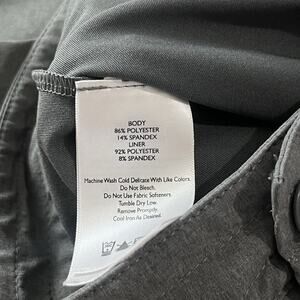 BODY
86% POLYESTER
14% SPANDEX
LINER
92% POLYESTER
8% SPANDEX
Machine Wash Cold Delicate With Like Colors.
Do Not Bleach.
Do Not Use Fabric Softeners.
Tumble Dry Low.
Remove Promptly.
Cool Iron As Desired.